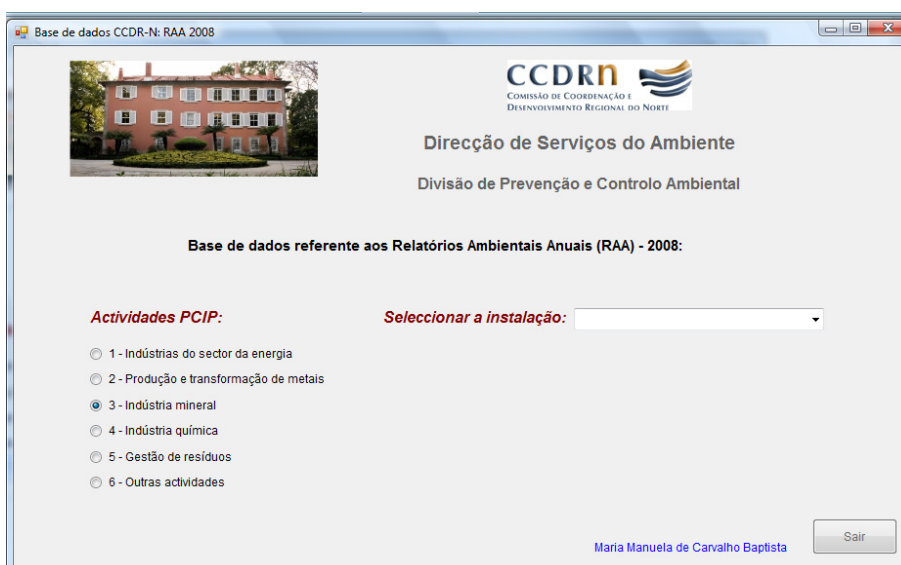 Base de dados CCDR-N: RAA 2008
CCDRn
Comissão de Coordenação e
Desenvolvimento Regional do Norte
Direcção de Serviços do Ambiente
Divisão de Prevenção e Controlo Ambiental
Base de dados referente aos Relatórios Ambientais Anuais (RAA) - 2008:
Actividades PCIP:
Seleccionar a instalação:
1 - Indústrias do sector da energia
2 - Produção e transformação de metais
3 - Indústria mineral
4 - Indústria química
5 - Gestão de resíduos
6 - Outras actividades
Maria Manuela de Carvalho Baptista
Sair